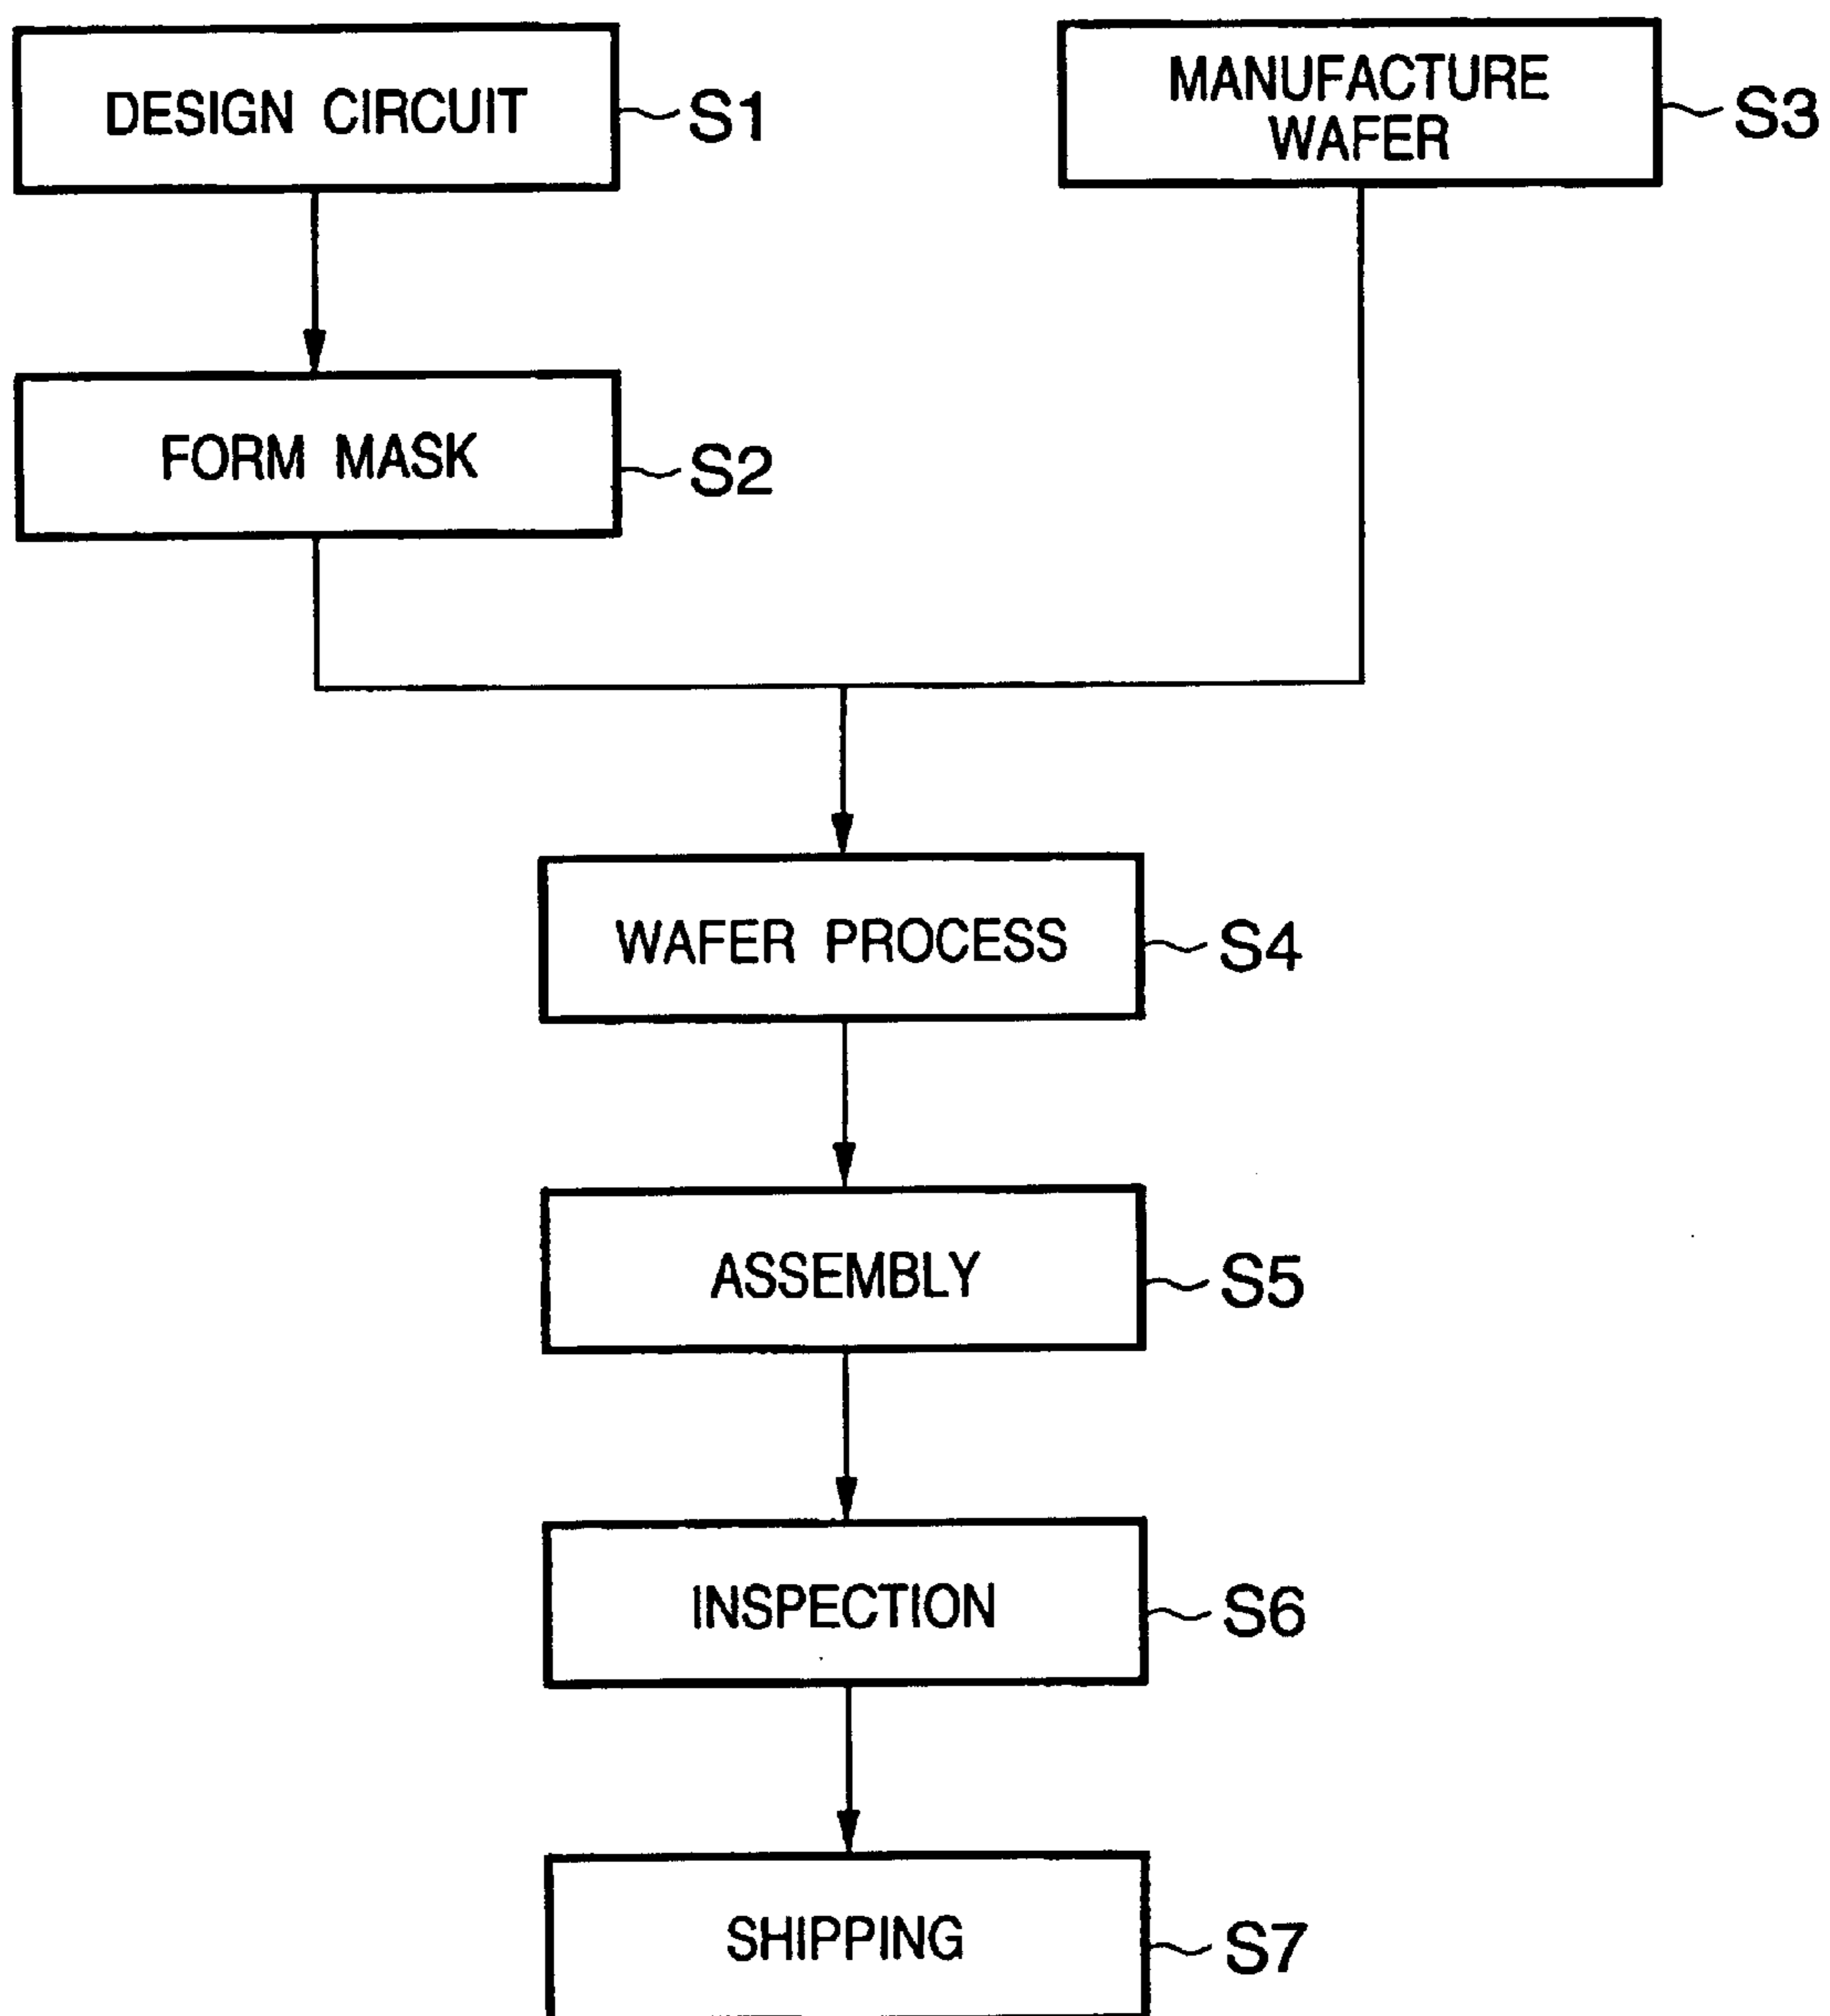 DESIGN CIRCUIT
S1
MANUFACTURE
WAFER
S3
FORM MASK
S2
WAFER PROCESS
S4
ASSEMBLY
S5
INSPECTION
S6
SHIPPING
S7